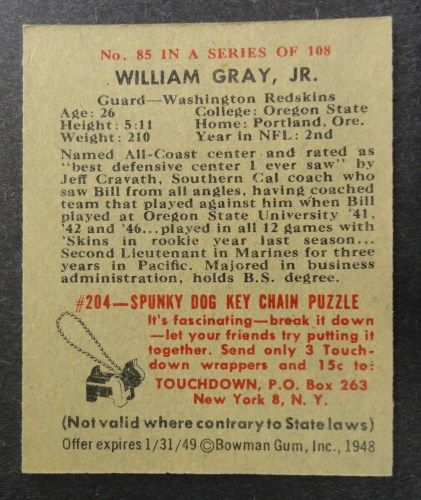 No. 85 IN A SERIES OF 108
WILLIAM GRAY, JR.
Guard—Washington Redskins
Age: 26 College: Oregon State
Height: 5:11 Home: Portland, Ore.
Weight: 210 Year in NFL: 2nd
Named All-Coast center and rated as
"best defensive center I ever saw" by
Jeff Cravath, Southern Cal coach who
saw Bill from all angles, having coached
team that played against him when Bill
played at Oregon State University '41,
'42 and '46...played in all 12 games with
'Skins in rookie year last season...
Second Lieutenant in Marines for three
years in Pacific. Majored in business
administration, holds B.S. degree.
#204—SPUNKY DOG KEY CHAIN PUZZLE
It's fascinating—break it down
—let your friends try putting it
together. Send only 3 Touch-
down wrappers and 15c to:
TOUCHDOWN, P.O. Box 263
New York 8, N. Y.
(Not valid where contrary to State laws)
Offer expires 1/31/49 ©Bowman Gum, Inc., 1948